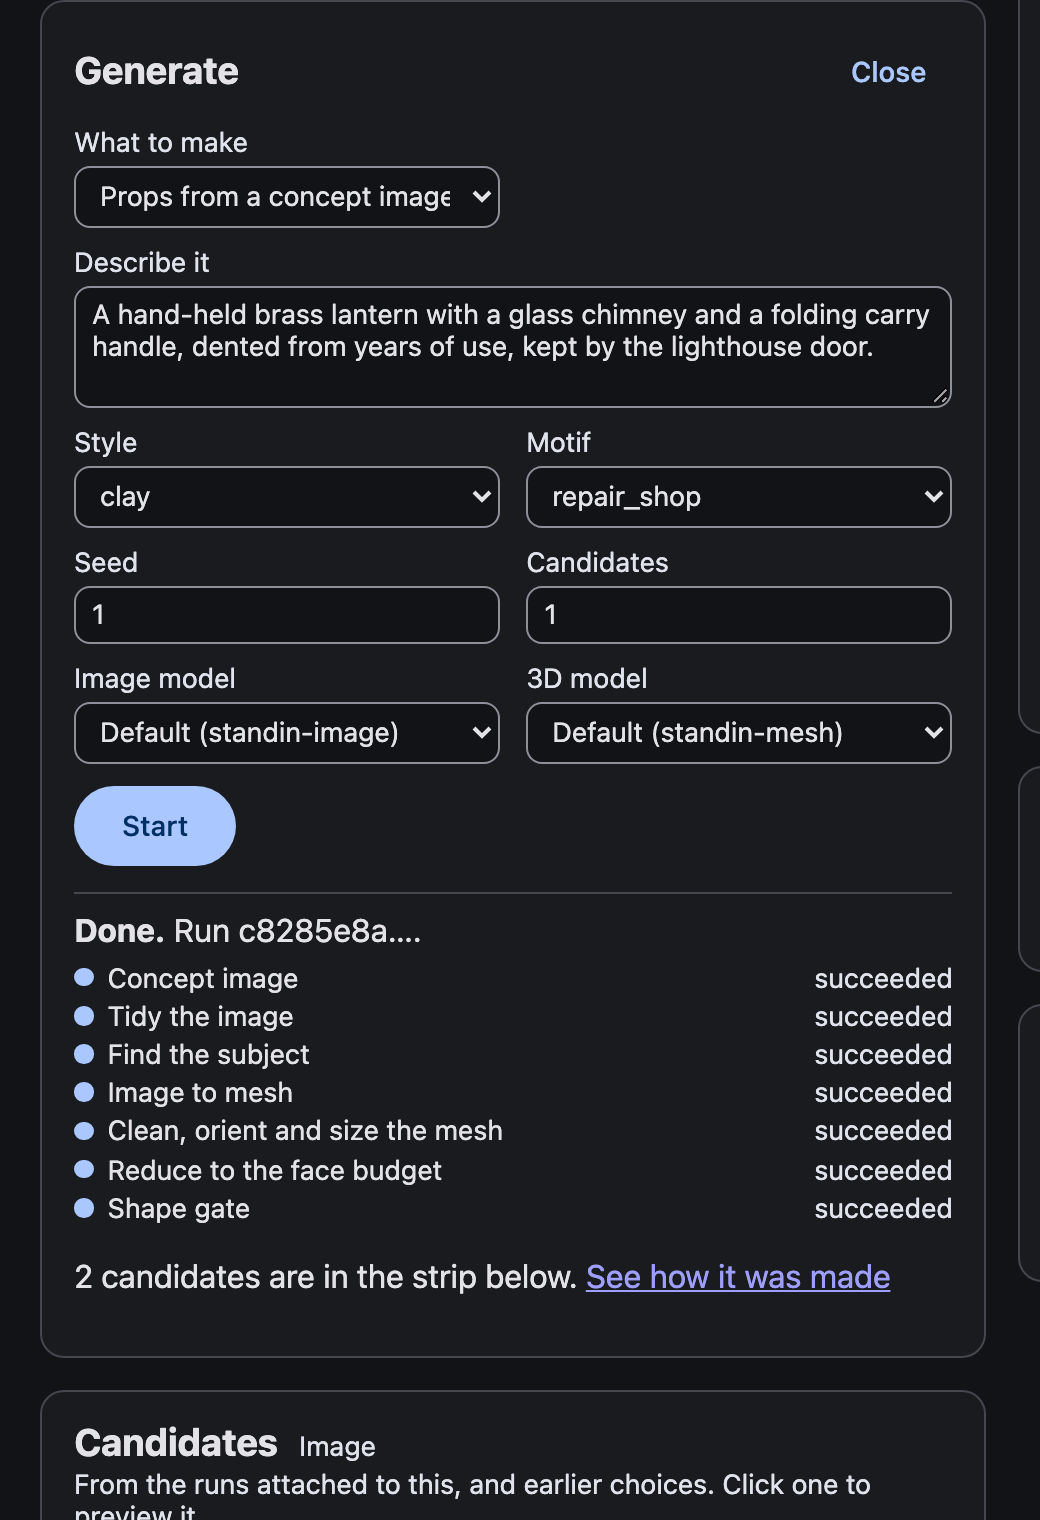 Generate
Close
What to make
Props from a concept image
Describe it
A hand-held brass lantern with a glass chimney and a folding carry
handle, dented from years of use, kept by the lighthouse door.
Style
Motif
clay
repair_shop
Seed
Candidates
1
1
Image model
3D model
Default (standin-image)
Default (standin-mesh)
Start
Done. Run c8285e8a....
Concept image succeeded
Tidy the image succeeded
Find the subject succeeded
Image to mesh succeeded
Clean, orient and size the mesh succeeded
Reduce to the face budget succeeded
Shape gate succeeded
2 candidates are in the strip below. See how it was made
Candidates Image
From the runs attached to this, and earlier choices. Click one to
preview it